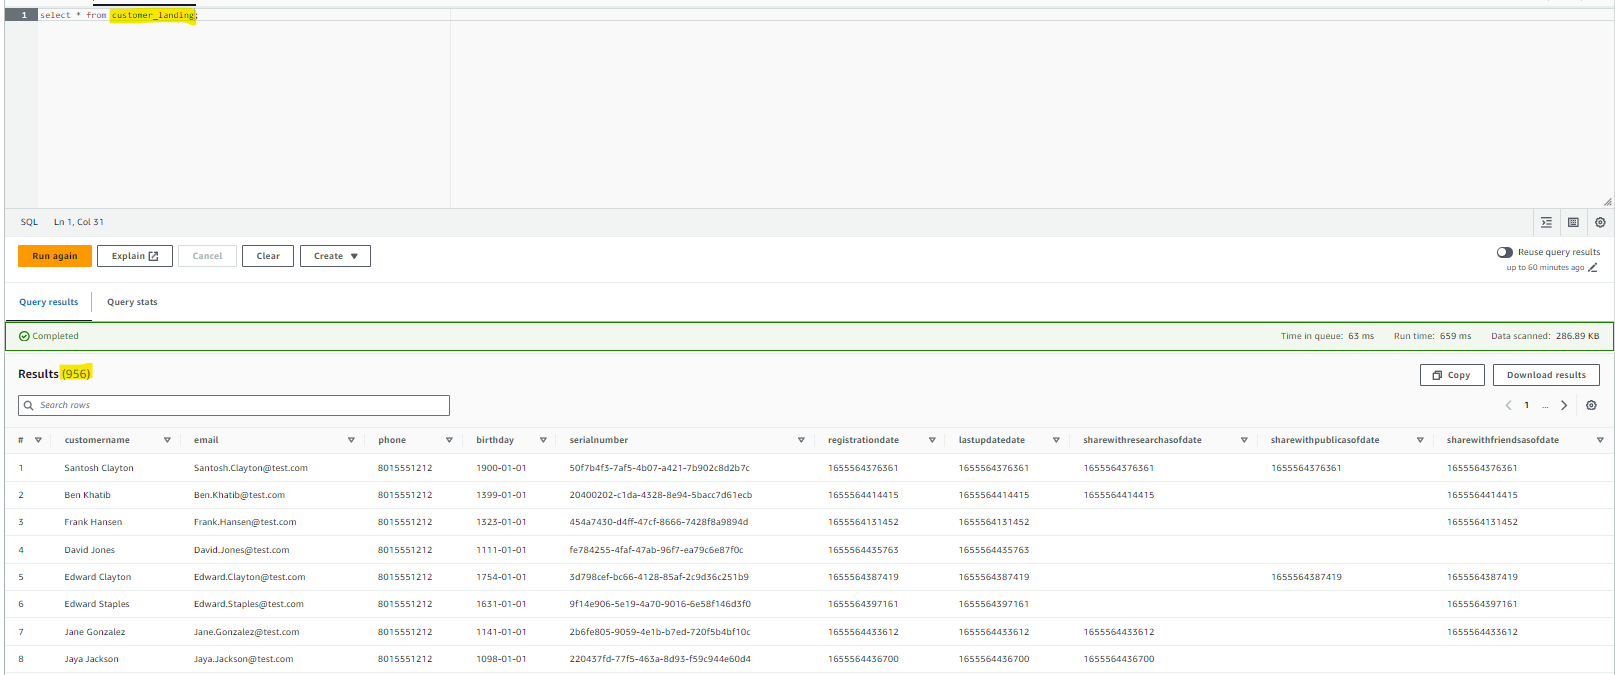 1 select * from customer_landing;
SQL Ln 1, Col 31
Run again Explain Cancel Clear Create
Reuse query results
up to 60 minutes ago
Query results Query stats
Completed Time in queue: 63 ms Run time: 659 ms Data scanned: 286.89 KB
Results (956) Copy Download results
Search rows 1 ...
# customername email phone birthday serialnumber registrationdate lastupdatedate sharewithresearchasofdate sharewithpublicasofdate sharewithfriendsasofdate
1 Santosh Clayton Santosh.Clayton@test.com 8015551212 1900-01-01 50f7b4f3-7af5-4b07-a421-7b902c8d2b7c 1655564376361 1655564376361 1655564376361 1655564376361 1655564376361
2 Ben Khatib Ben.Khatib@test.com 8015551212 1399-01-01 20400202-c1da-4328-8e94-5bacc7d61ecb 1655564414415 1655564414415 1655564414415 1655564414415
3 Frank Hansen Frank.Hansen@test.com 8015551212 1323-01-01 454a7430-d4ff-47cf-8666-7428f8a9894d 1655564131452 1655564131452 1655564131452
4 David Jones David.Jones@test.com 8015551212 1111-01-01 fe784255-4faf-47ab-96f7-ea79c6e87f0c 1655564435763 1655564435763
5 Edward Clayton Edward.Clayton@test.com 8015551212 1754-01-01 3d798cef-bc66-4128-85af-2c9d36c251b9 1655564387419 1655564387419 1655564387419 1655564387419
6 Edward Staples Edward.Staples@test.com 8015551212 1631-01-01 9f14e906-5e19-4a70-9016-6e58f146d3f0 1655564397161 1655564397161 1655564397161
7 Jane Gonzalez Jane.Gonzalez@test.com 8015551212 1141-01-01 2b6fe805-9059-4e1b-b7ed-720f5b4bf10c 1655564433612 1655564433612 1655564433612 1655564433612
8 Jaya Jackson Jaya.Jackson@test.com 8015551212 1098-01-01 220437fd-77f5-463a-8d93-f59c944e60d4 1655564436700 1655564436700 1655564436700